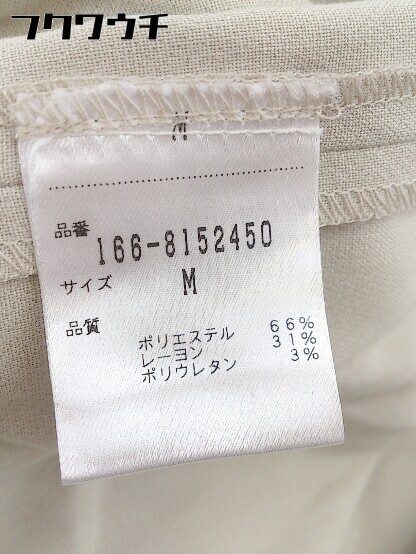 フクワウチ
品番 166-8152450
サイズ M
品質
ポリエステル 66%
レーヨン 31%
ポリウレタン 3%